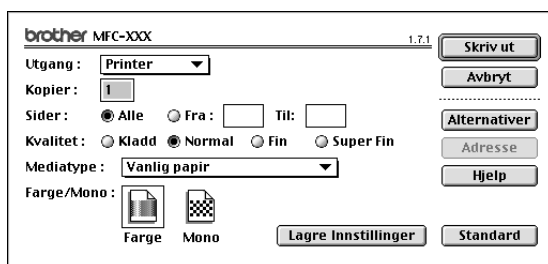 brother MFC-XXX 1.7.1
Skriv ut
Utgang : Printer
Avbryt
Kopier : 1
Sider : Alle Fra : Til:
Alternativer
Kvalitet : Kladd Normal Fin Super Fin
Adresse
Mediatype : Vanlig papir
Hjelp
Farge/Mono :
Farge Mono
Lagre Innstillinger
Standard